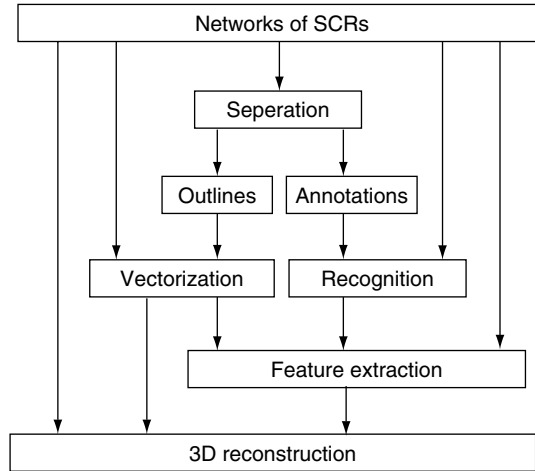 Networks of SCRs
Seperation
Outlines
Annotations
Vectorization
Recognition
Feature extraction
3D reconstruction